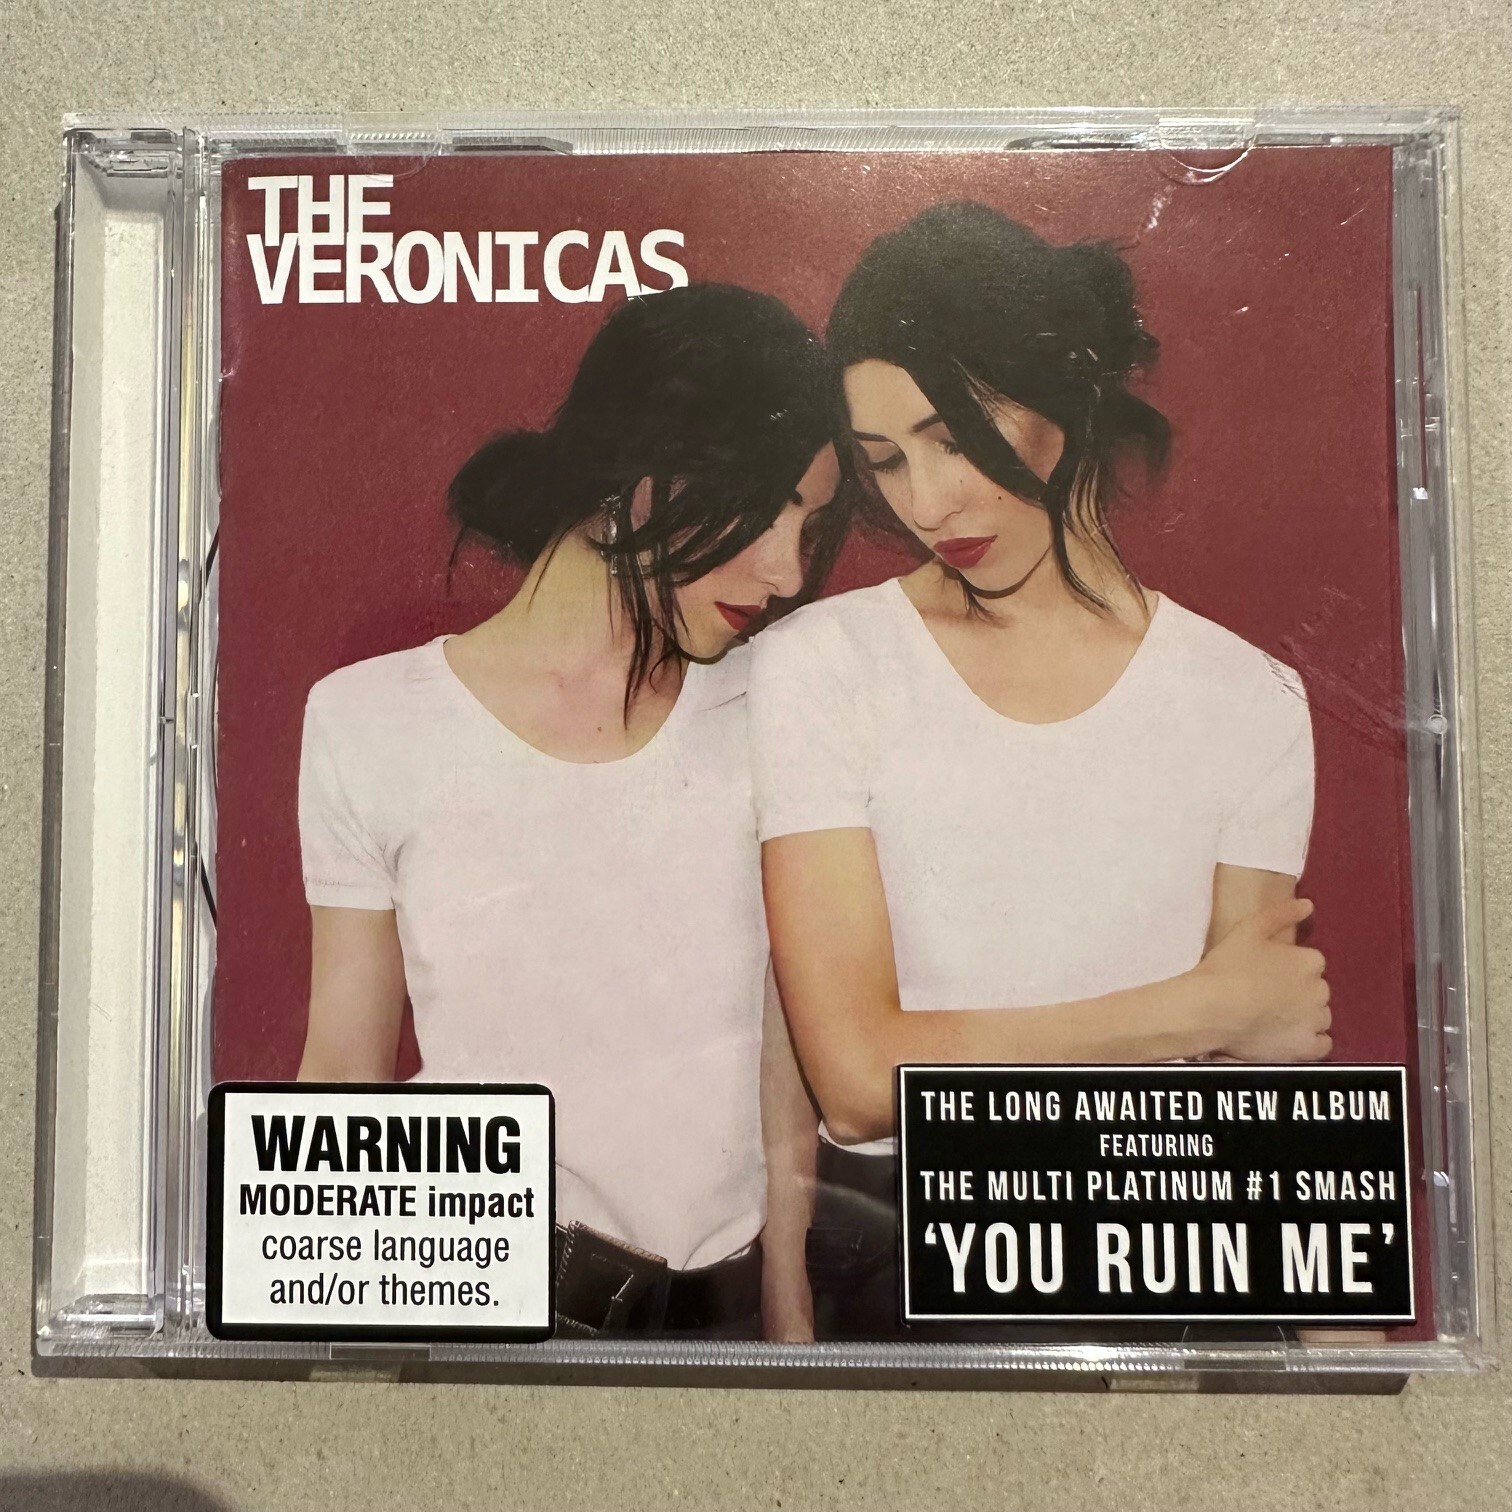 THE
VERONICAS
WARNING
MODERATE impact
coarse language
and/or themes.
THE LONG AWAITED NEW ALBUM
FEATURING
THE MULTI PLATINUM #1 SMASH
‘YOU RUIN ME’